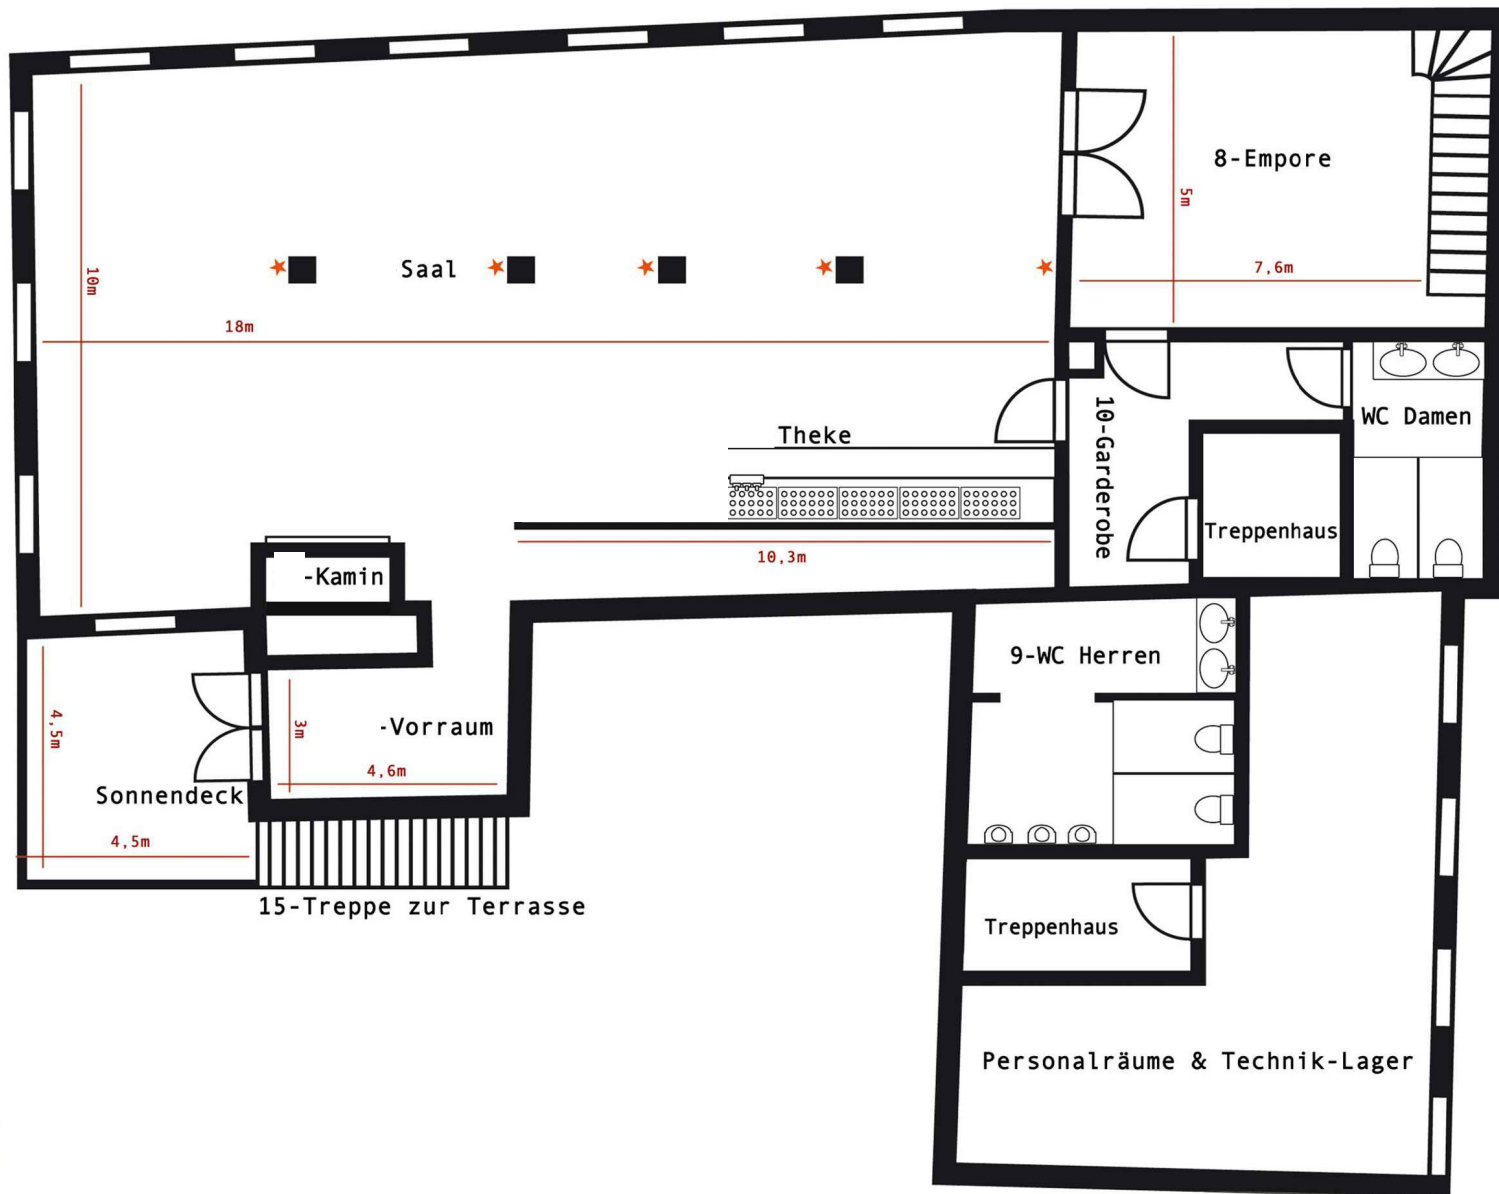 8-Empore
5m
Saal
10m
7,6m
18m
10-Garderobe
WC Damen
Theke
Treppenhaus
10,3m
-Kamin
9-WC Herren
4,5m
3m
-Vorraum
4,6m
Sonnendeck
4,5m
15-Treppe zur Terrasse
Treppenhaus
Personalräume & Technik-Lager